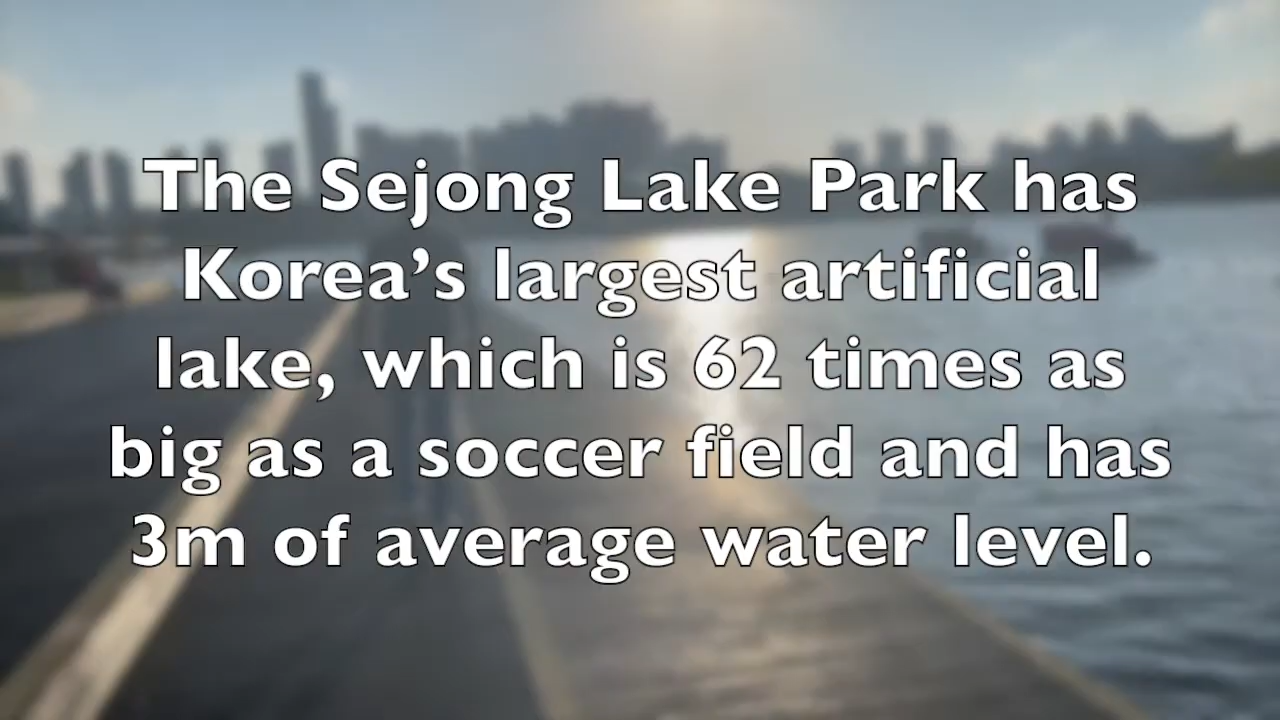 The Sejong Lake Park has
Korea’s largest artificial
lake, which is 62 times as
big as a soccer field and has
3m of average water level.